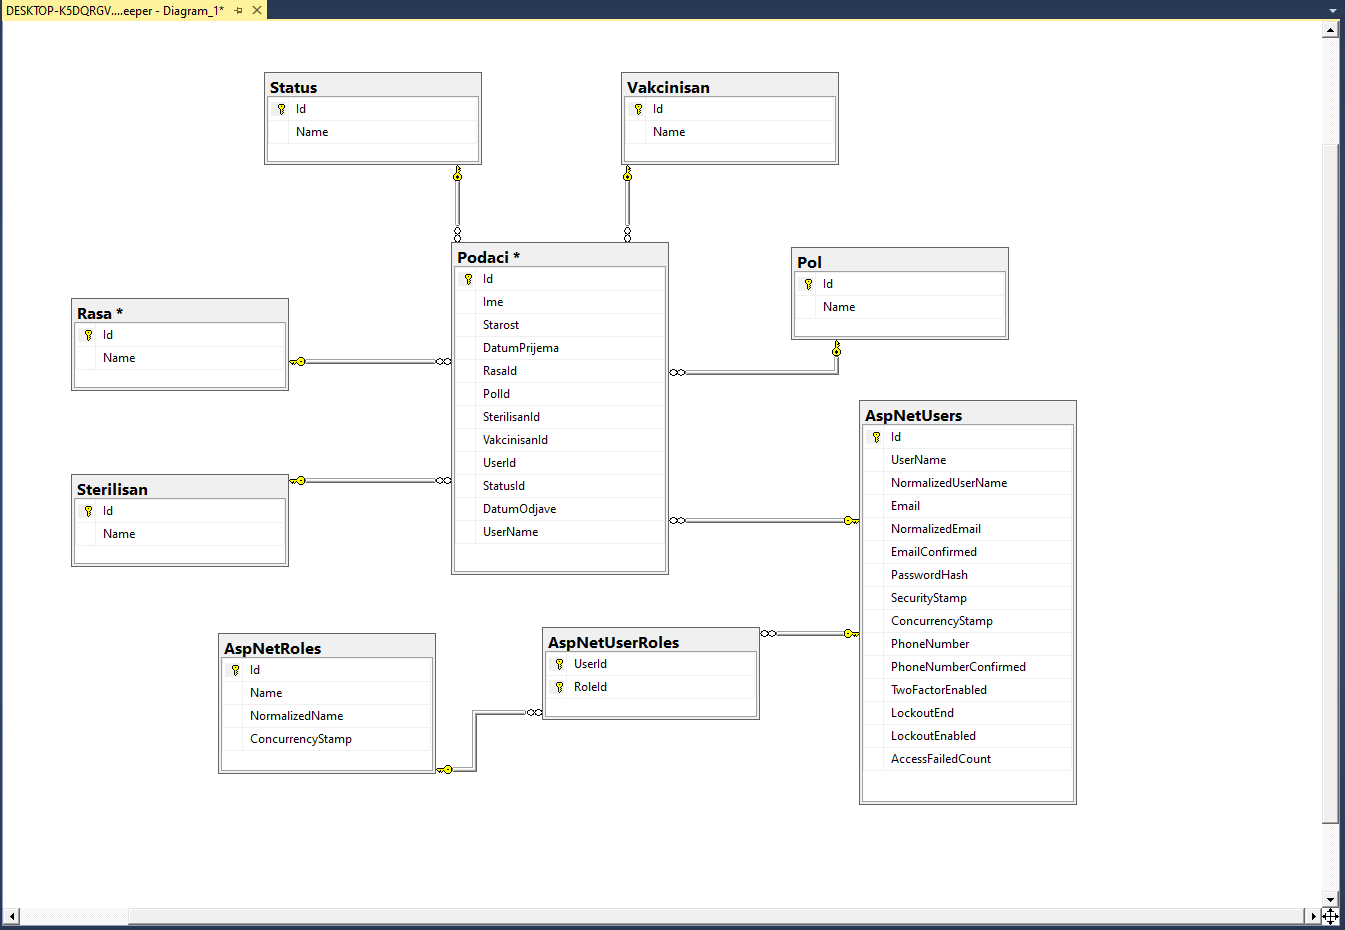 DESKTOP-K5DQRGV....eeper - Diagram_1*
Status
Id
Name
Vakcinisan
Id
Name
Podaci *
Id
Ime
Starost
DatumPrijema
RasaId
PolId
SterilisanId
VakcinisanId
UserId
StatusId
DatumOdjave
UserName
Pol
Id
Name
Rasa *
Id
Name
Sterilisan
Id
Name
AspNetUsers
Id
UserName
NormalizedUserName
Email
NormalizedEmail
EmailConfirmed
PasswordHash
SecurityStamp
ConcurrencyStamp
PhoneNumber
PhoneNumberConfirmed
TwoFactorEnabled
LockoutEnd
LockoutEnabled
AccessFailedCount
AspNetRoles
Id
Name
NormalizedName
ConcurrencyStamp
AspNetUserRoles
UserId
RoleId